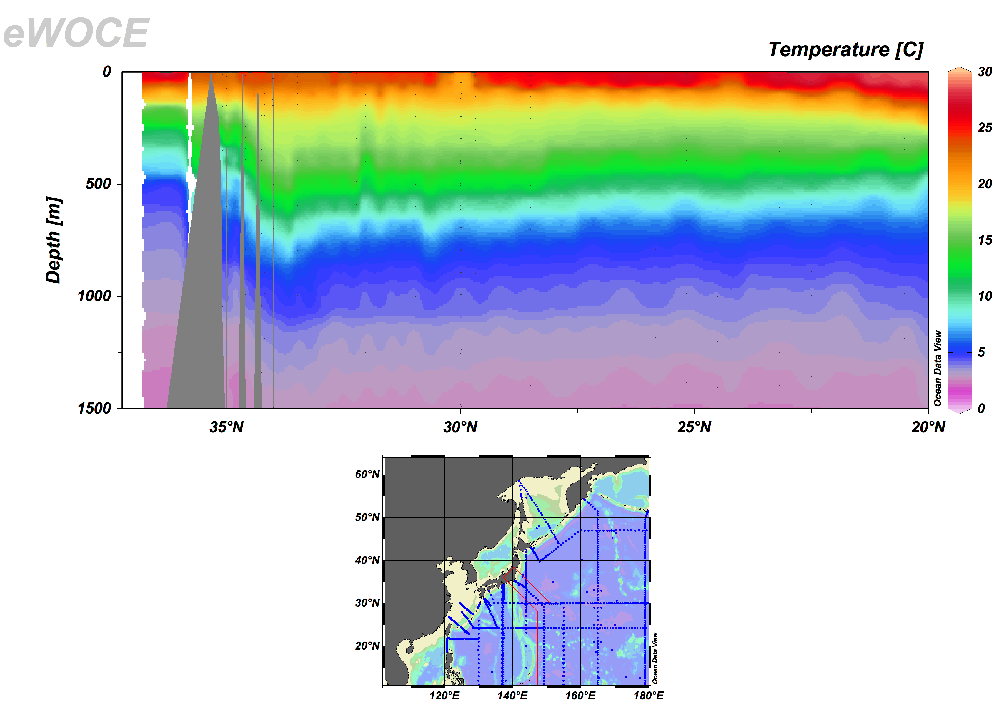 eWOCE
Temperature [C]
Depth [m]
0
500
1000
1500
35°N
30°N
25°N
20°N
30
25
20
15
10
5
0
Ocean Data View
60°N
50°N
40°N
30°N
20°N
120°E
140°E
160°E
180°E
Ocean Data View